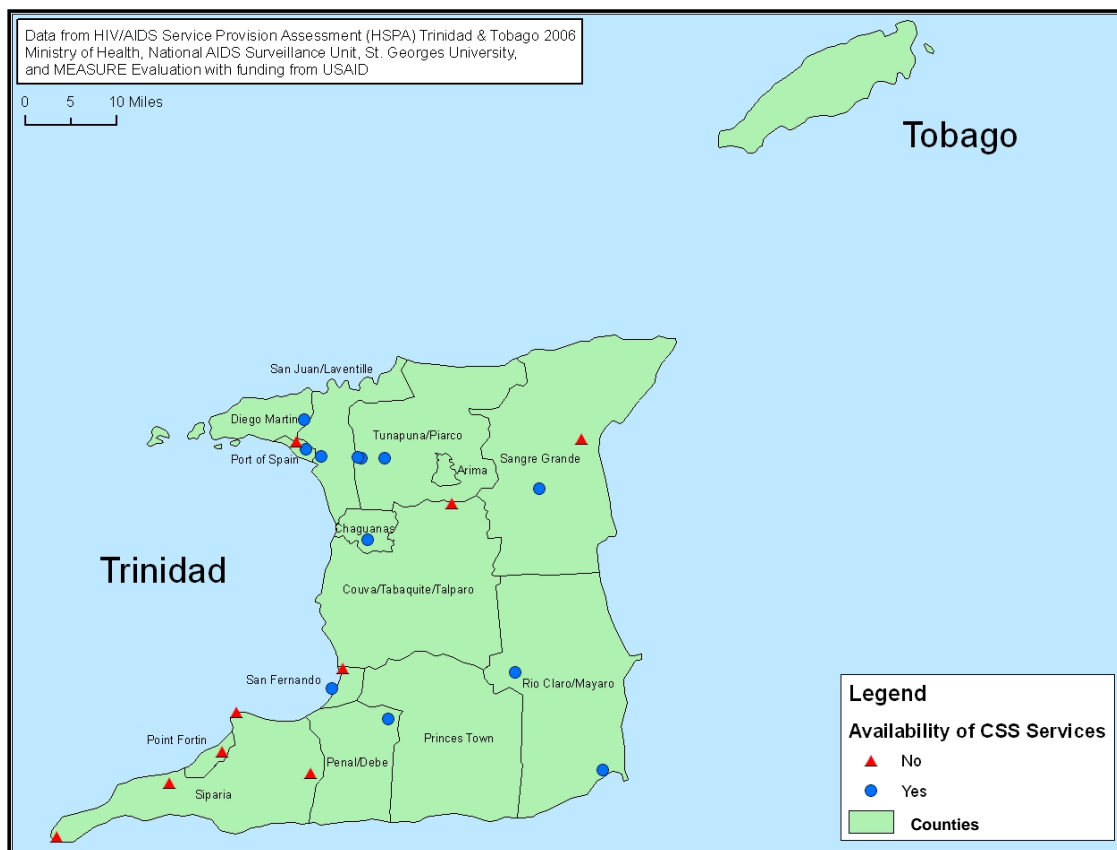 Data from HIV/AIDS Service Provision Assessment (HSPA) Trinidad & Tobago 2006
Ministry of Health, National AIDS Surveillance Unit, St. Georges University,
and MEASURE Evaluation with funding from USAID
0 5 10 Miles
Tobago
San Juan/Laventille
Diego Martin
Tunapuna/Piarco
Port of Spain
Arima
Sangre Grande
Chaguanas
Trinidad
Couva/Tabaquite/Talparo
San Fernando
Rio Claro/Mayaro
Point Fortin
Princes Town
Penal/Debe
Siparia
Legend
Availability of CSS Services
No
Yes
Counties